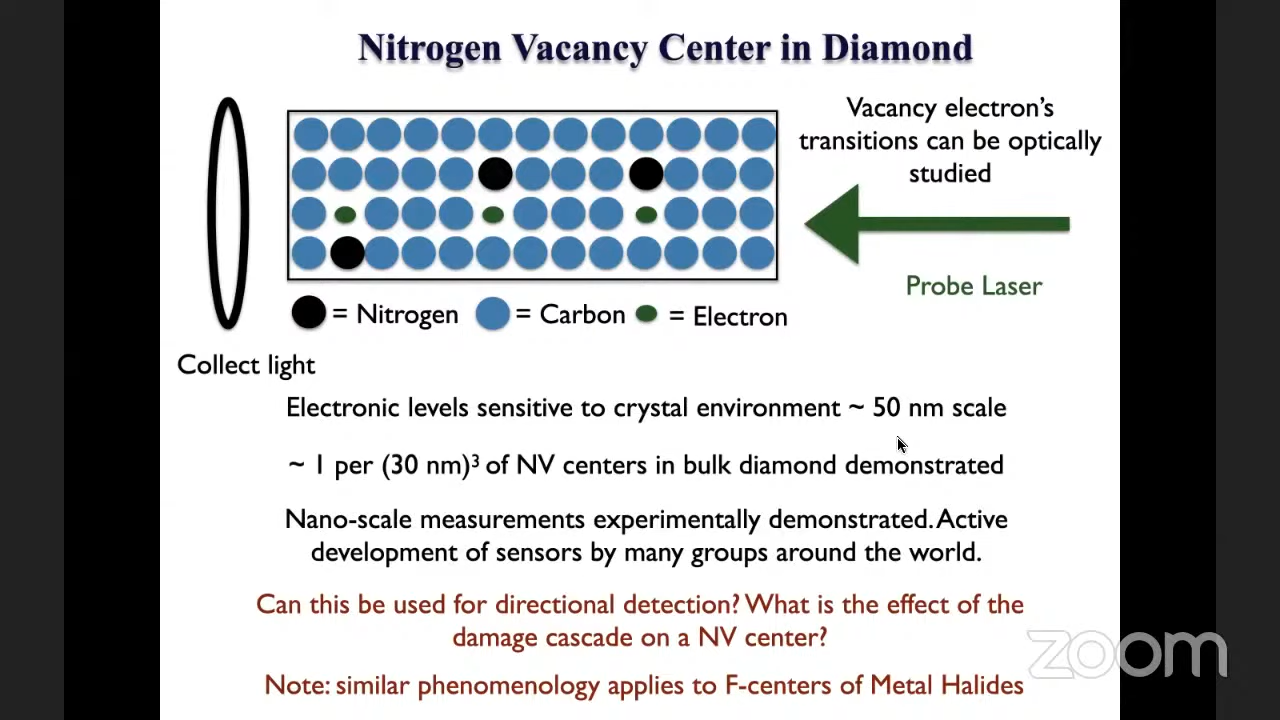 Nitrogen Vacancy Center in Diamond
Vacancy electron's
transitions can be optically
studied
Probe Laser
= Nitrogen
= Carbon
= Electron
Collect light
Electronic levels sensitive to crystal environment ~ 50 nm scale
~ 1 per (30 nm)³ of NV centers in bulk diamond demonstrated
Nano-scale measurements experimentally demonstrated. Active
development of sensors by many groups around the world.
Can this be used for directional detection? What is the effect of the
damage cascade on a NV center?
Note: similar phenomenology applies to F-centers of Metal Halides
zoom